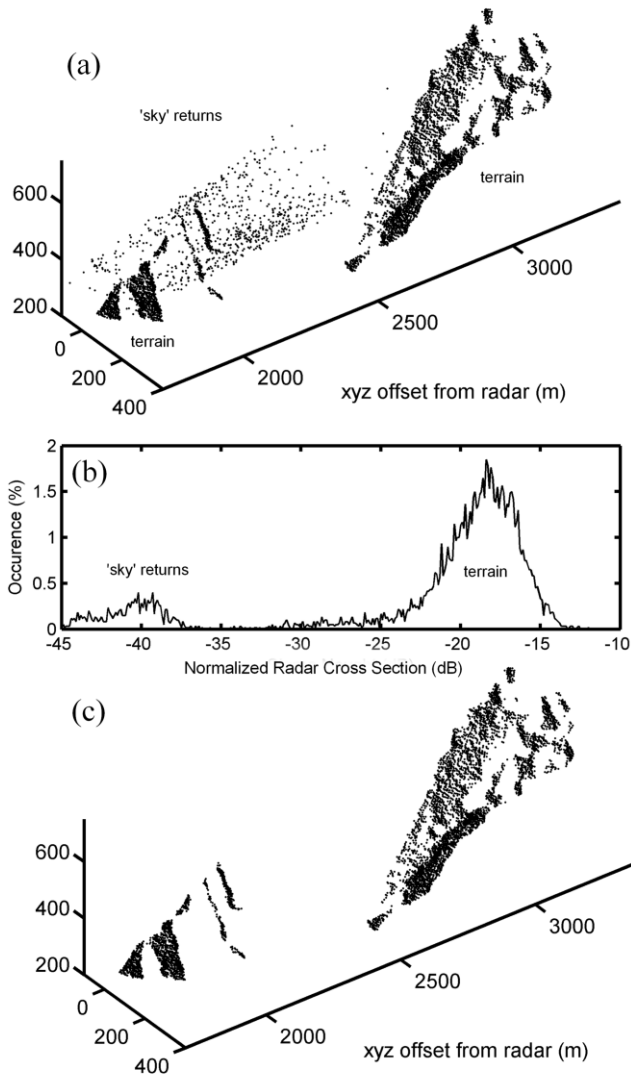 (a)
'sky' returns
terrain
terrain
600
400
200
0
200
400
2000
2500
3000
xyz offset from radar (m)
(b)
2
1.5
1
0.5
0
Occurence (%)
'sky' returns
terrain
-45 -40 -35 -30 -25 -20 -15 -10
Normalized Radar Cross Section (dB)
(c)
600
400
200
0
200
400
2000
2500
3000
xyz offset from radar (m)